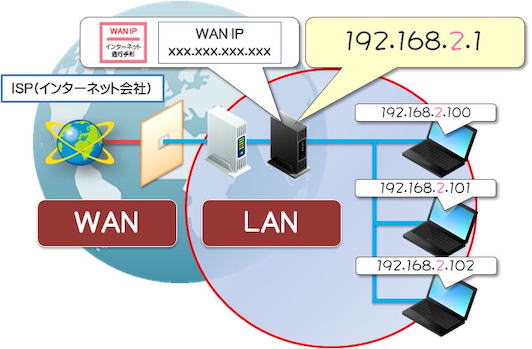 WAN IP
インターネット
通行手形
WAN IP
xxx.xxx.xxx.xxx
192.168.2.1
ISP(インターネット会社)
192.168.2.100
192.168.2.101
192.168.2.102
WAN
LAN